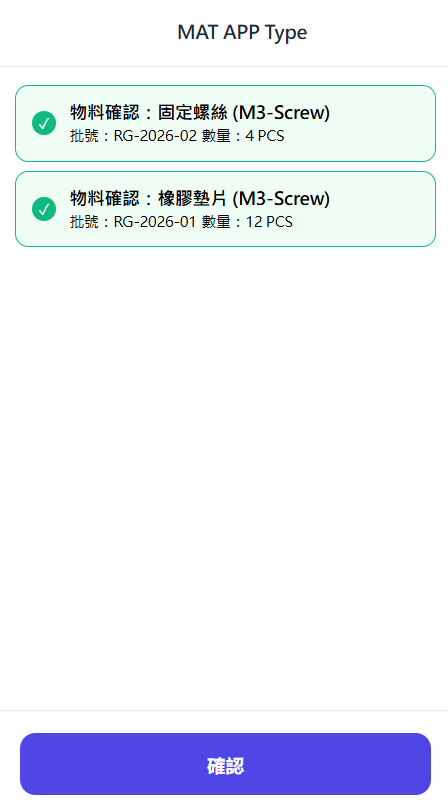 MAT APP Type
物料確認：固定螺絲 (M3-Screw)
批號：RG-2026-02 數量：4 PCS
物料確認：橡膠墊片 (M3-Screw)
批號：RG-2026-01 數量：12 PCS
確認